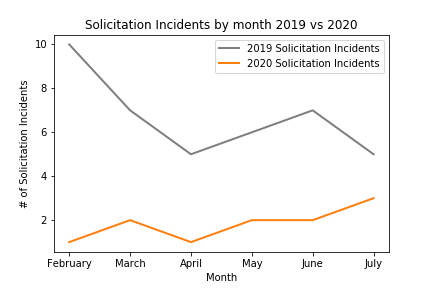 Solicitation Incidents by month 2019 vs 2020
2019 Solicitation Incidents
2020 Solicitation Incidents
# of Solicitation Incidents
10
8
6
4
2
February March April May June July
Month